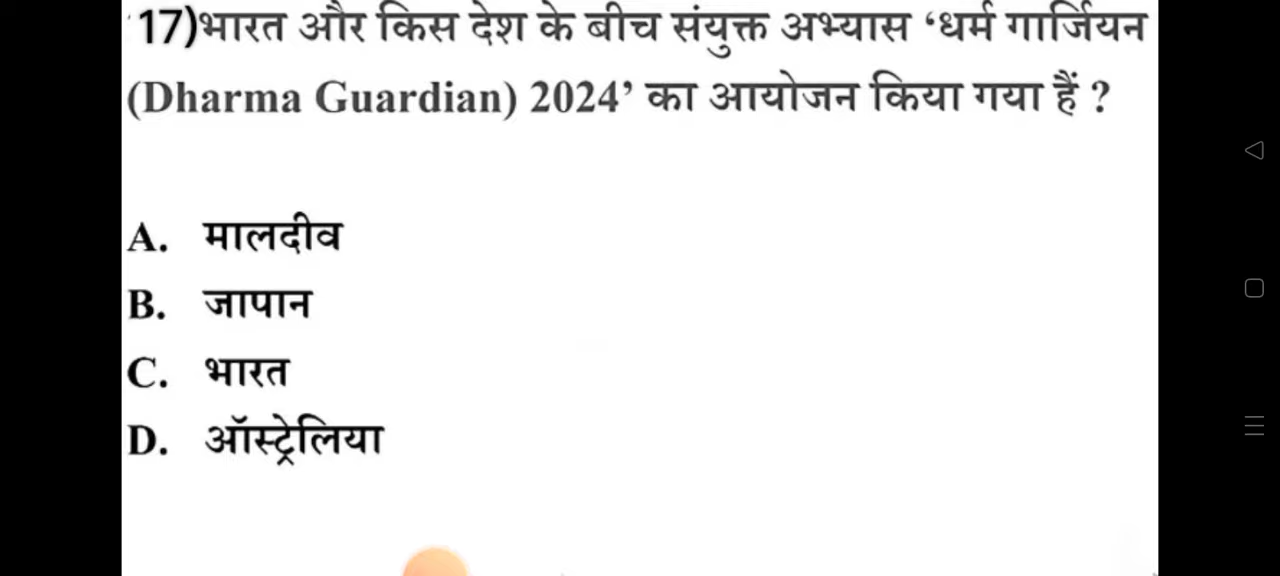 17)भारत और किस देश के बीच संयुक्त अभ्यास ‘धर्म गार्जियन
(Dharma Guardian) 2024’ का आयोजन किया गया हैं ?
A. मालदीव
B. जापान
C. भारत
D. ऑस्ट्रेलिया